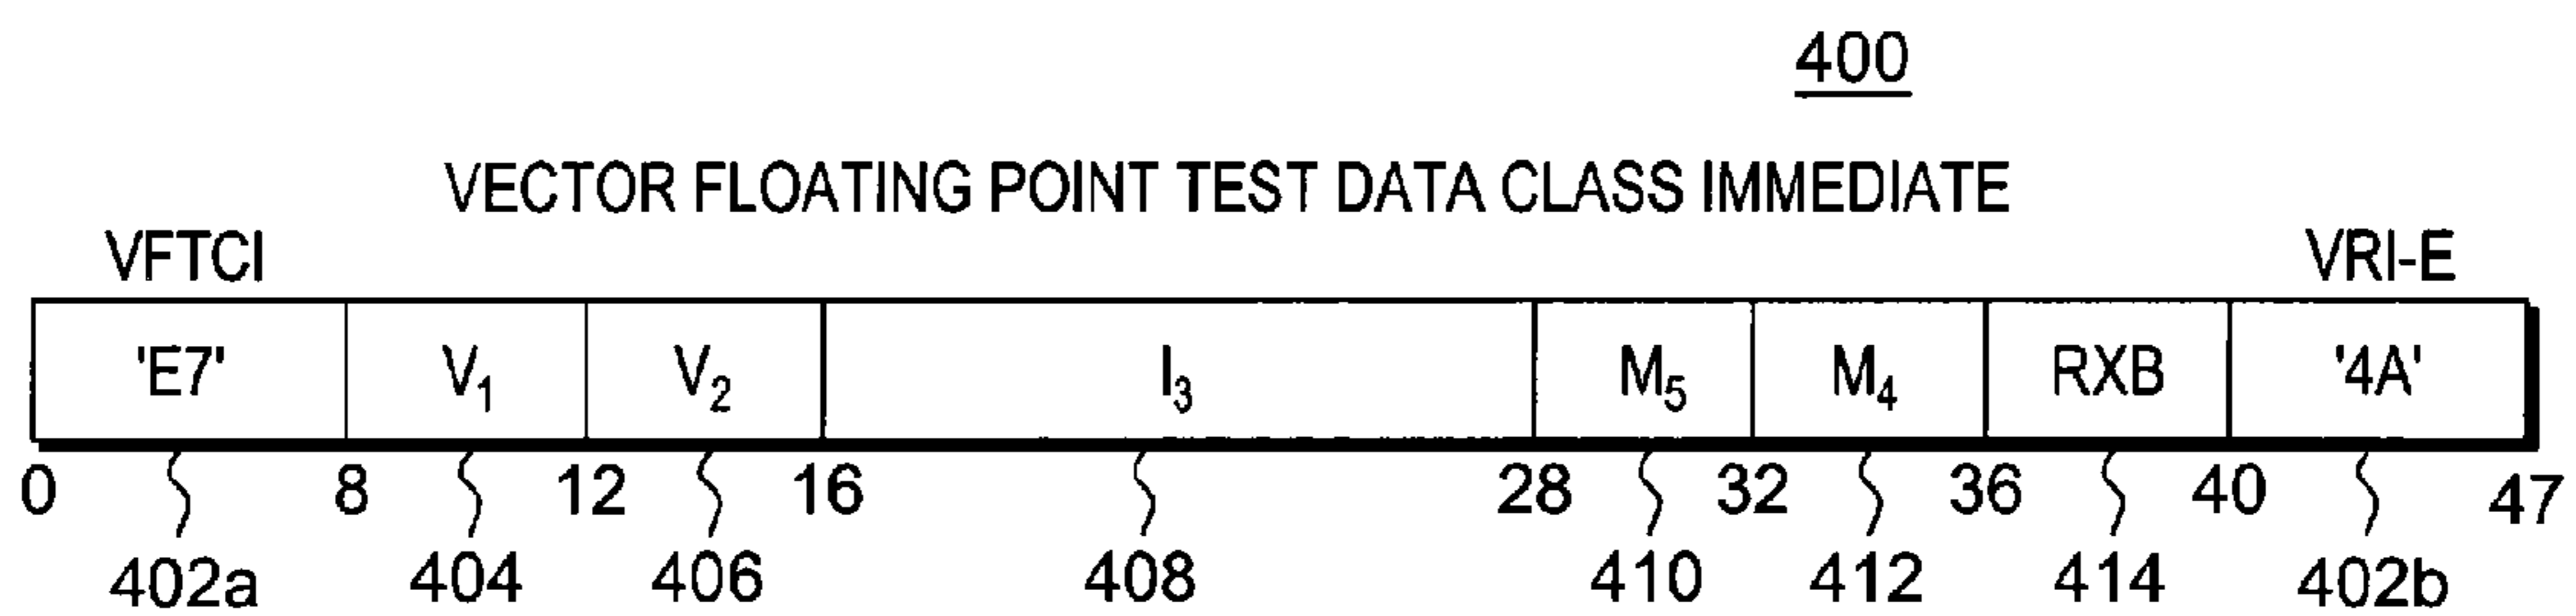 400
VECTOR FLOATING POINT TEST DATA CLASS IMMEDIATE
VFTCI VRI-E
'E7' V₁ V₂ I₃ M₅ M₄ RXB '4A'
0 8 12 16 28 32 36 40 47
402a 404 406 408 410 412 414 402b